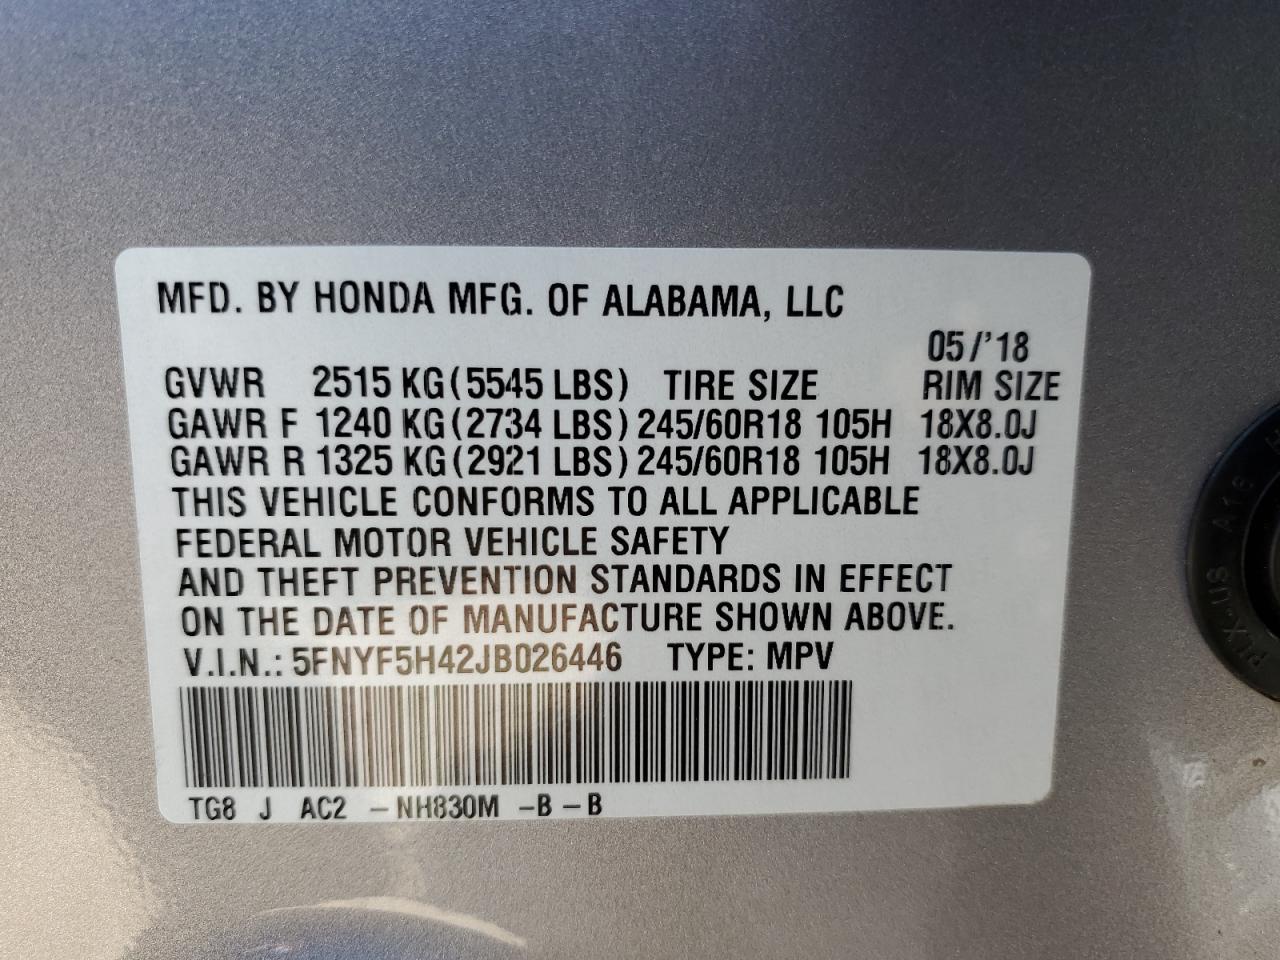 MFD. BY HONDA MFG. OF ALABAMA, LLC
05/'18
GVWR 2515 KG (5545 LBS) TIRE SIZE RIM SIZE
GAWR F 1240 KG (2734 LBS) 245/60R18 105H 18X8.0J
GAWR R 1325 KG (2921 LBS) 245/60R18 105H 18X8.0J
THIS VEHICLE CONFORMS TO ALL APPLICABLE
FEDERAL MOTOR VEHICLE SAFETY
AND THEFT PREVENTION STANDARDS IN EFFECT
ON THE DATE OF MANUFACTURE SHOWN ABOVE.
V.I.N.: 5FNYF5H42JB026446 TYPE: MPV
TG8 J AC2 -NH830M -B -B
PLX-US A16